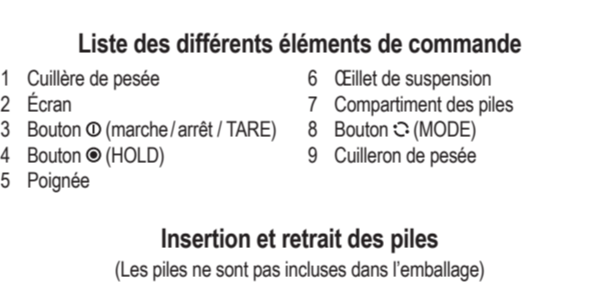 Liste des différents éléments de commande
1 Cuillère de pesée
2 Écran
3 Bouton ⏼ (marche/arrêt / TARE)
4 Bouton ◉ (HOLD)
5 Poignée
6 Œillet de suspension
7 Compartiment des piles
8 Bouton 🗘 (MODE)
9 Cuilleron de pesée
Insertion et retrait des piles
(Les piles ne sont pas incluses dans l'emballage)